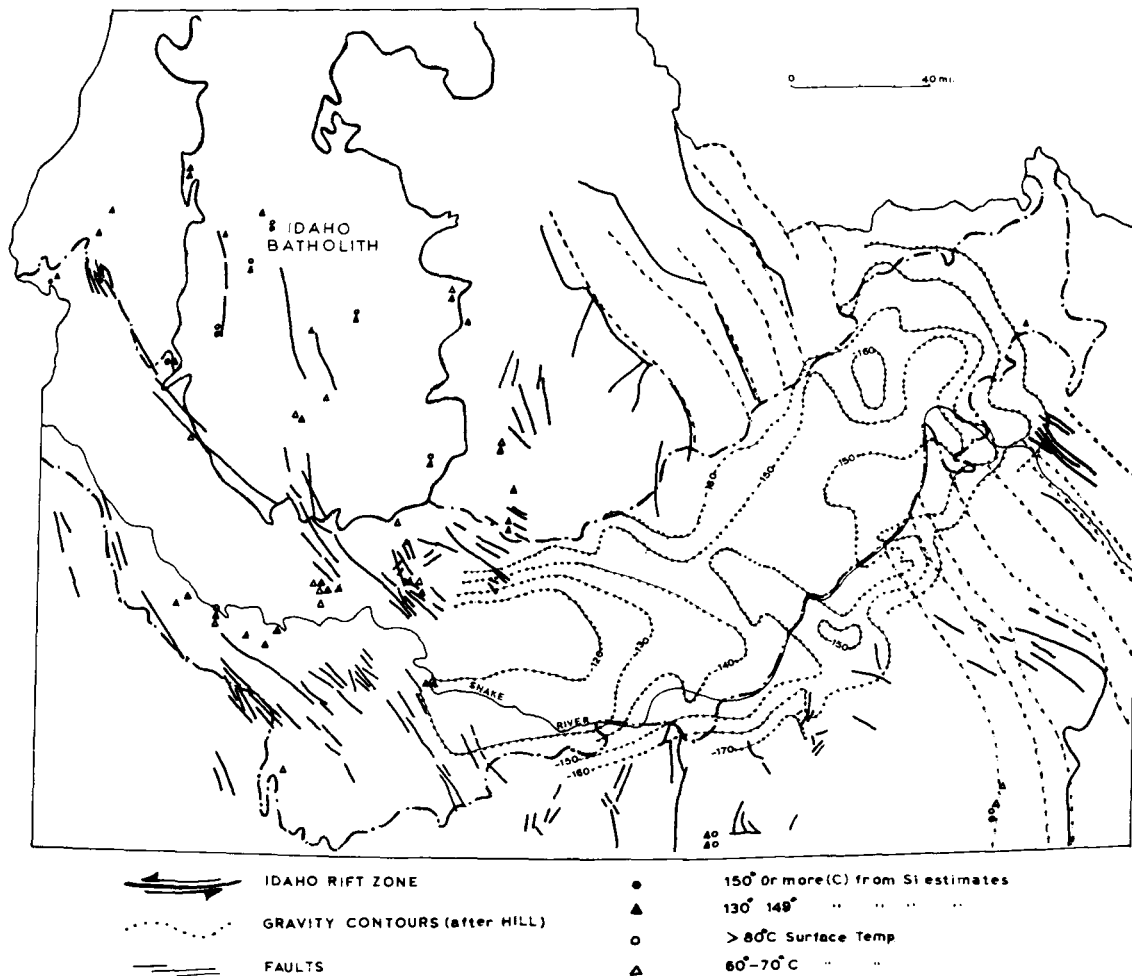 0 40 mi.
IDAHO
BATHOLITH
160
160
150
150
120
130
140
150
SNAKE
RIVER
-150
-160
-170
IDAHO RIFT ZONE
GRAVITY CONTOURS (after HILL)
FAULTS
150° Or more (C) from Si estimates
130° 149° " " " "
> 80°C Surface Temp
60°-70°C " "